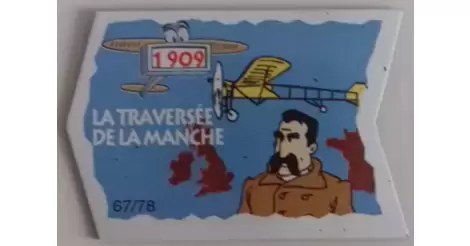 1909
LA TRAVERSÉE
DE LA MANCHE
67/78